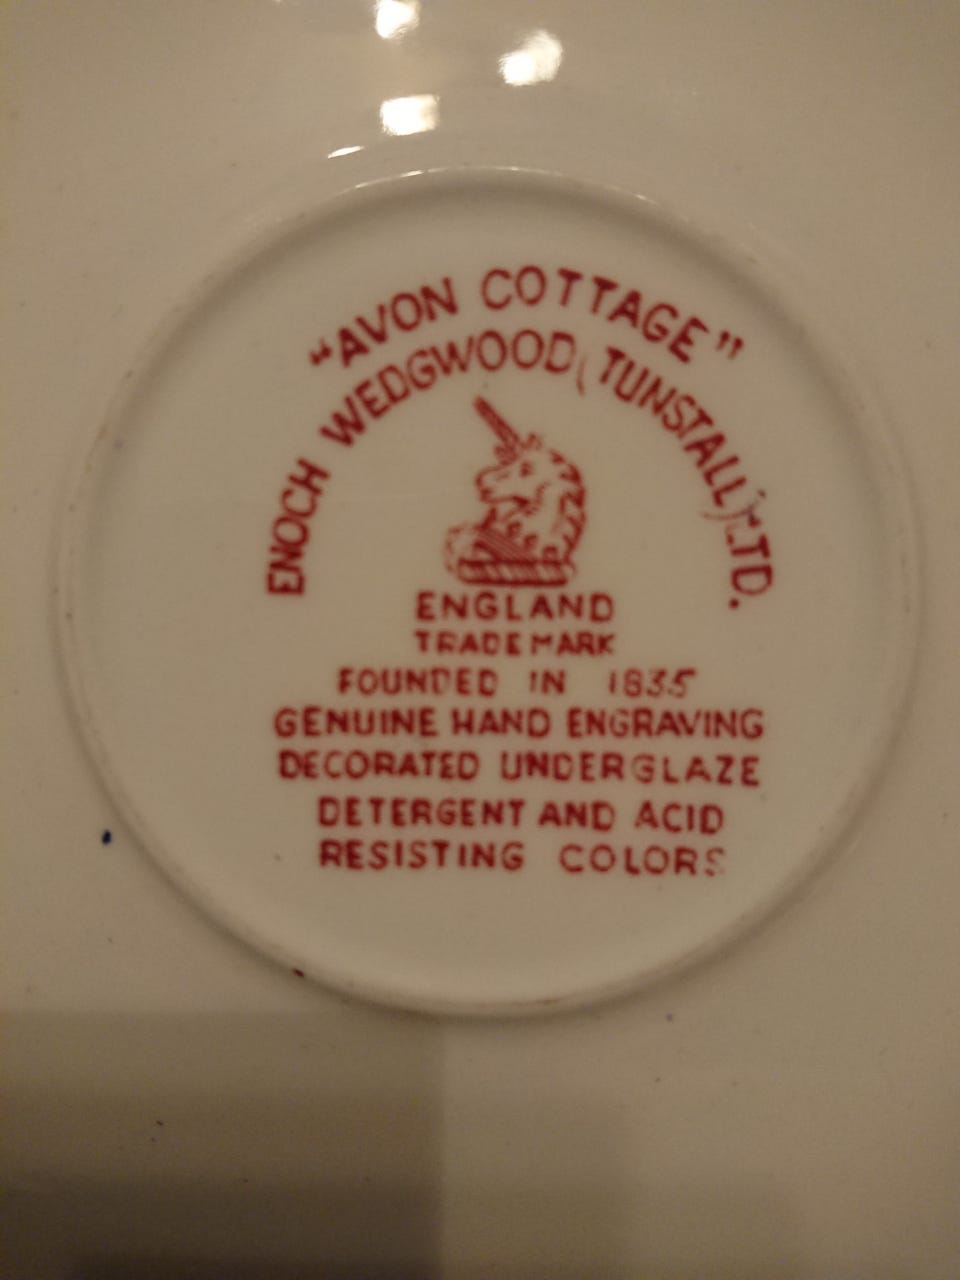 "AVON COTTAGE"
ENOCH WEDGWOOD (TUNSTALL) LTD.
ENGLAND
TRADE MARK
FOUNDED IN 1835
GENUINE HAND ENGRAVING
DECORATED UNDERGLAZE
DETERGENT AND ACID
RESISTING COLORS